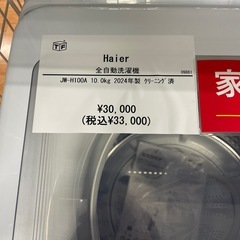 TF
Haier
全自動洗濯機
JW-H100A 10.0kg 2024年製 クリーニング済
¥30,000
(税込¥33,000)
家